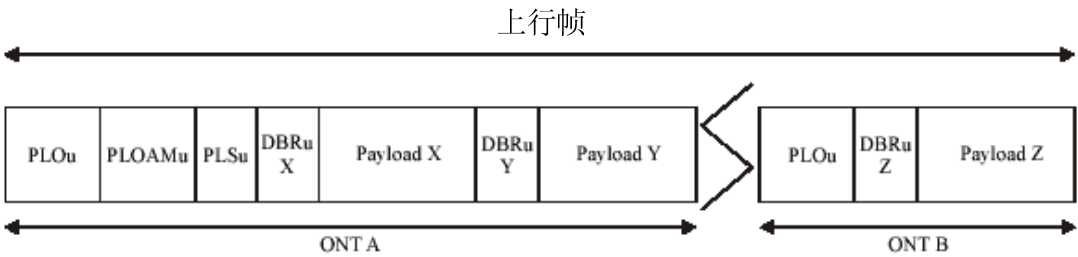 上行帧
PLOu
PLOAMu
PLSu
DBRu
X
Payload X
DBRu
Y
Payload Y
PLOu
DBRu
Z
Payload Z
ONT A
ONT B